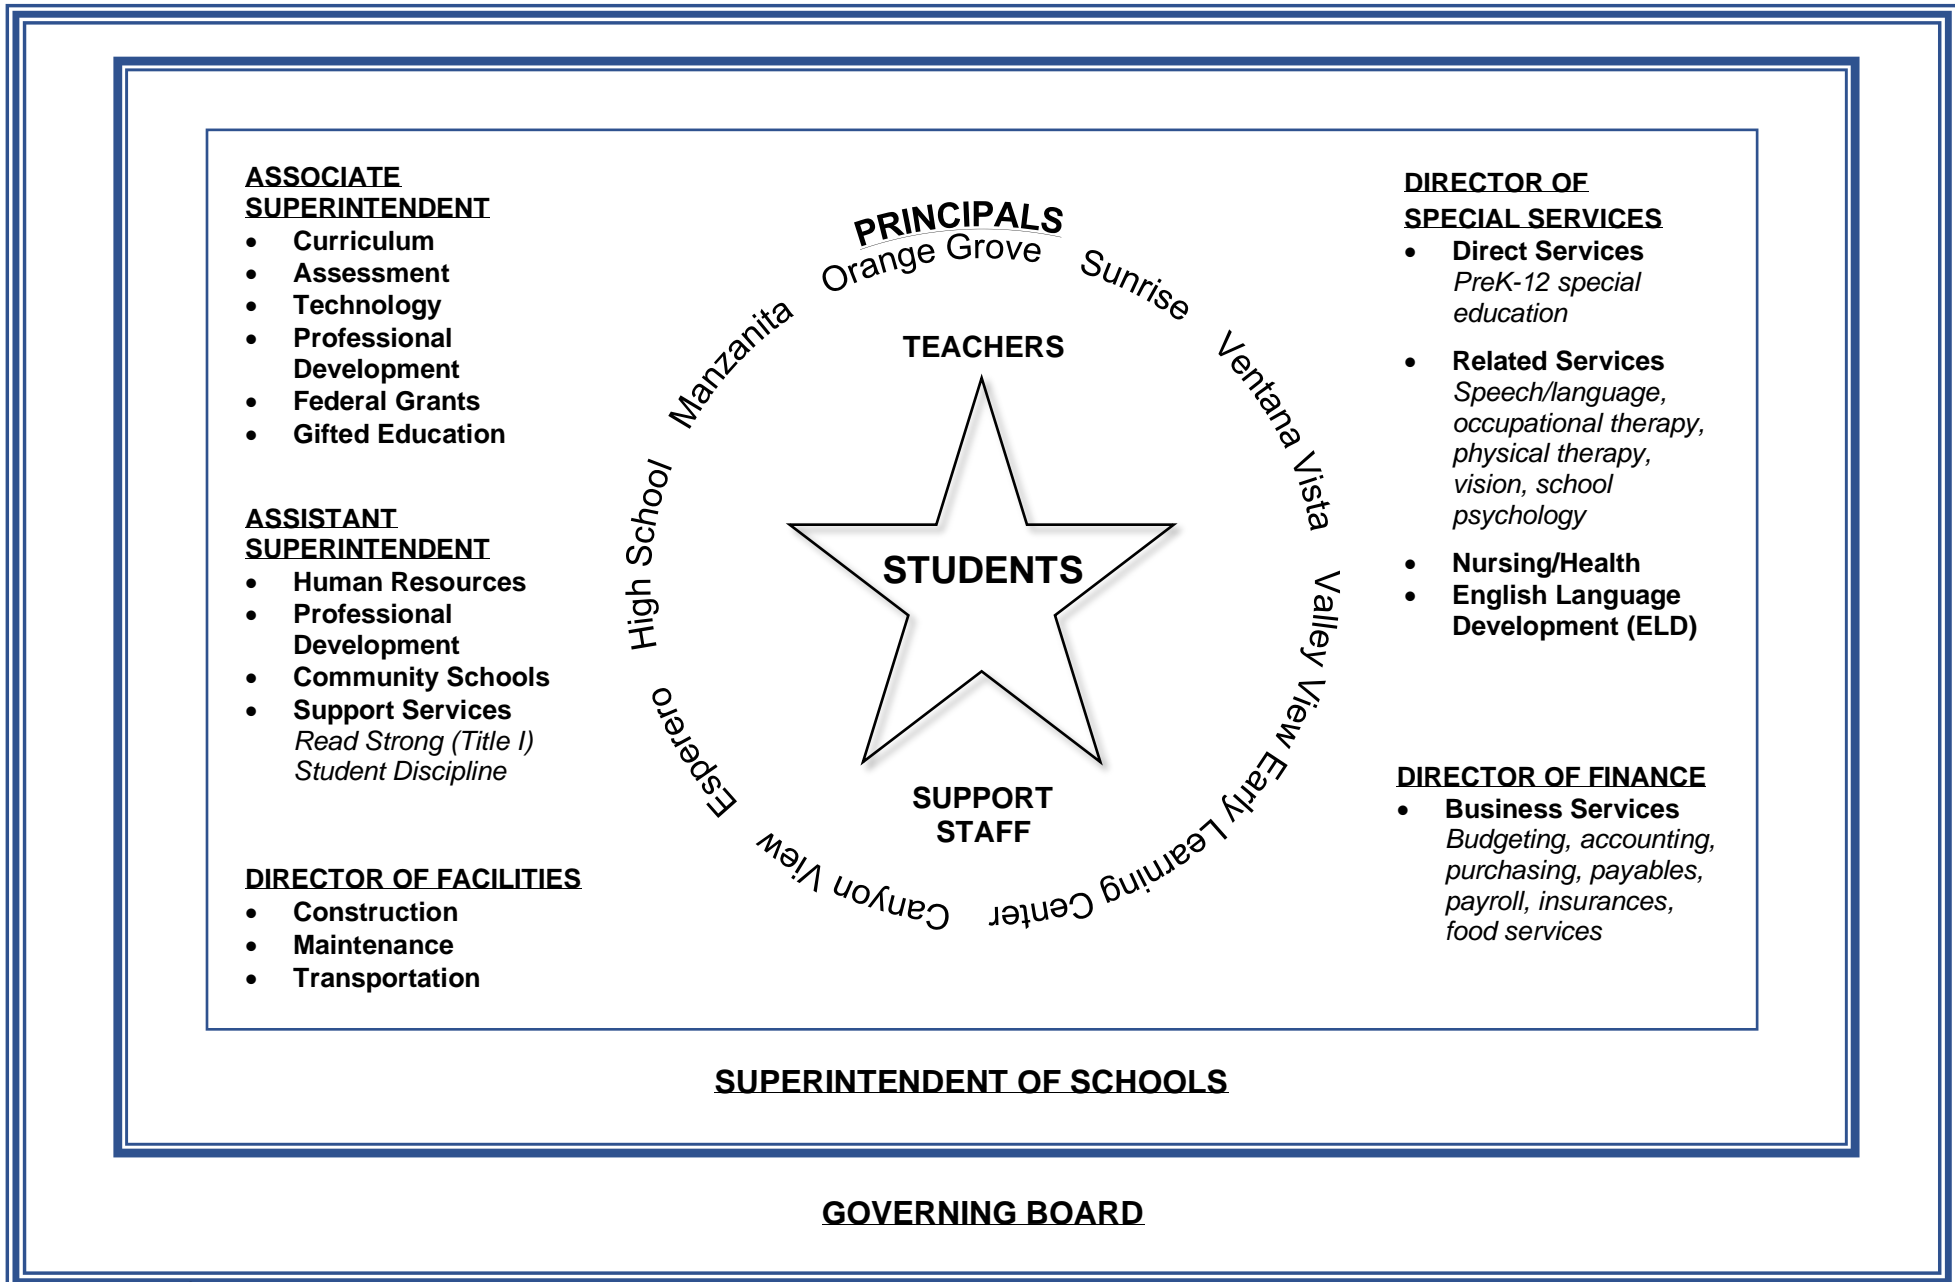 ASSOCIATE
SUPERINTENDENT
• Curriculum
• Assessment
• Technology
• Professional
Development
• Federal Grants
• Gifted Education
ASSISTANT
SUPERINTENDENT
• Human Resources
• Professional
Development
• Community Schools
• Support Services
Read Strong (Title I)
Student Discipline
DIRECTOR OF FACILITIES
• Construction
• Maintenance
• Transportation
PRINCIPALS
Orange Grove
Sunrise
Ventana Vista
Valley View Early Learning Center
Canyon View
Esperero
High School
Manzanita
TEACHERS
STUDENTS
SUPPORT
STAFF
DIRECTOR OF
SPECIAL SERVICES
• Direct Services
PreK-12 special
education
• Related Services
Speech/language,
occupational therapy,
physical therapy,
vision, school
psychology
• Nursing/Health
• English Language
Development (ELD)
DIRECTOR OF FINANCE
• Business Services
Budgeting, accounting,
purchasing, payables,
payroll, insurances,
food services
SUPERINTENDENT OF SCHOOLS
GOVERNING BOARD